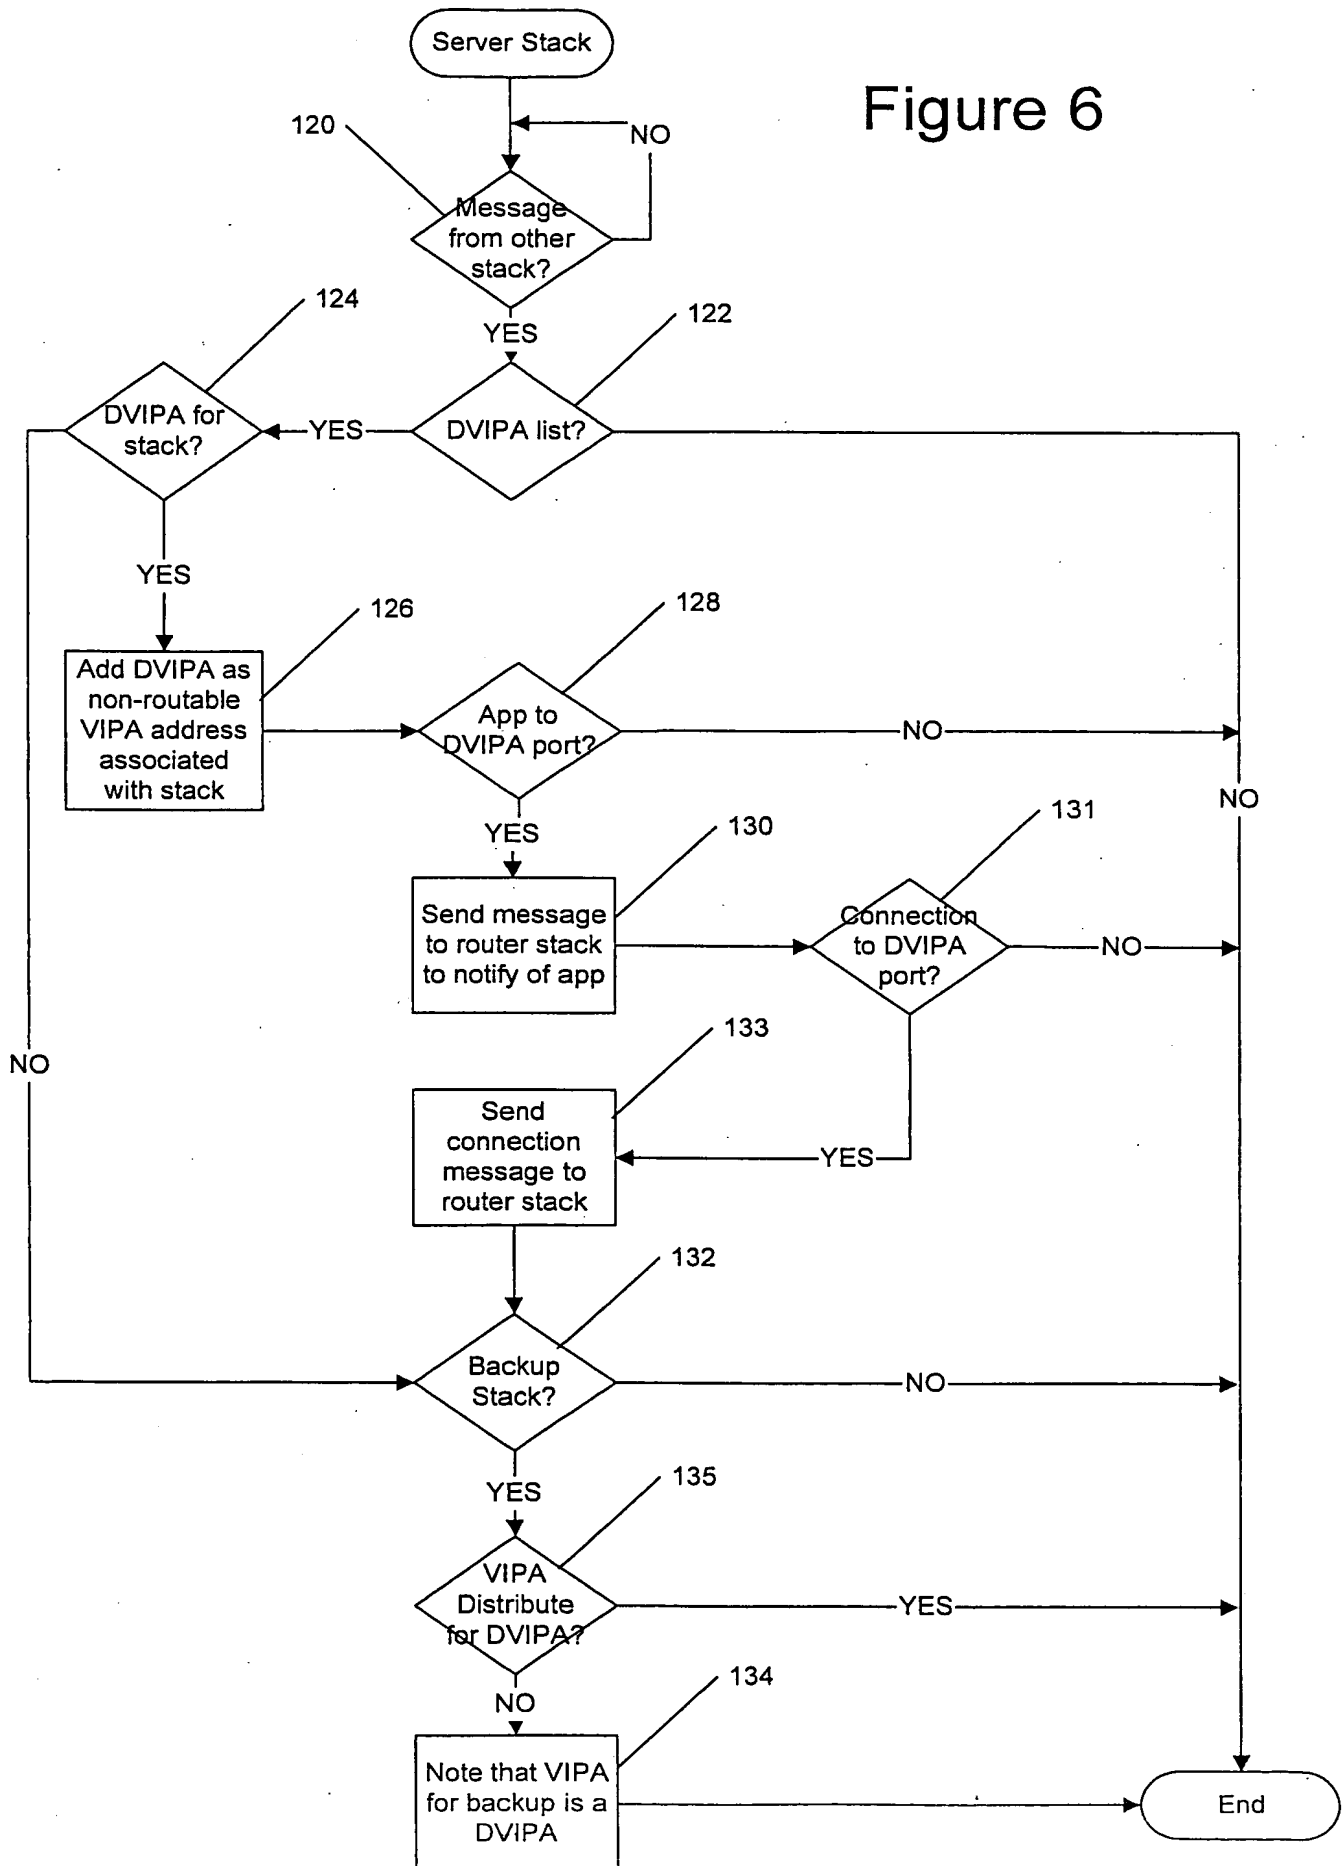 Server Stack
Figure 6
120
NO
Message
from other
stack?
124
YES
122
DVIPA for
stack?
YES
DVIPA list?
YES
126
128
Add DVIPA as
non-routable
VIPA address
associated
with stack
App to
DVIPA port?
NO
NO
YES
130
131
Send message
to router stack
to notify of app
Connection
to DVIPA
port?
NO
133
NO
Send
connection
message to
router stack
YES
132
Backup
Stack?
NO
YES
135
VIPA
Distribute
for DVIPA?
YES
NO
134
Note that VIPA
for backup is a
DVIPA
End